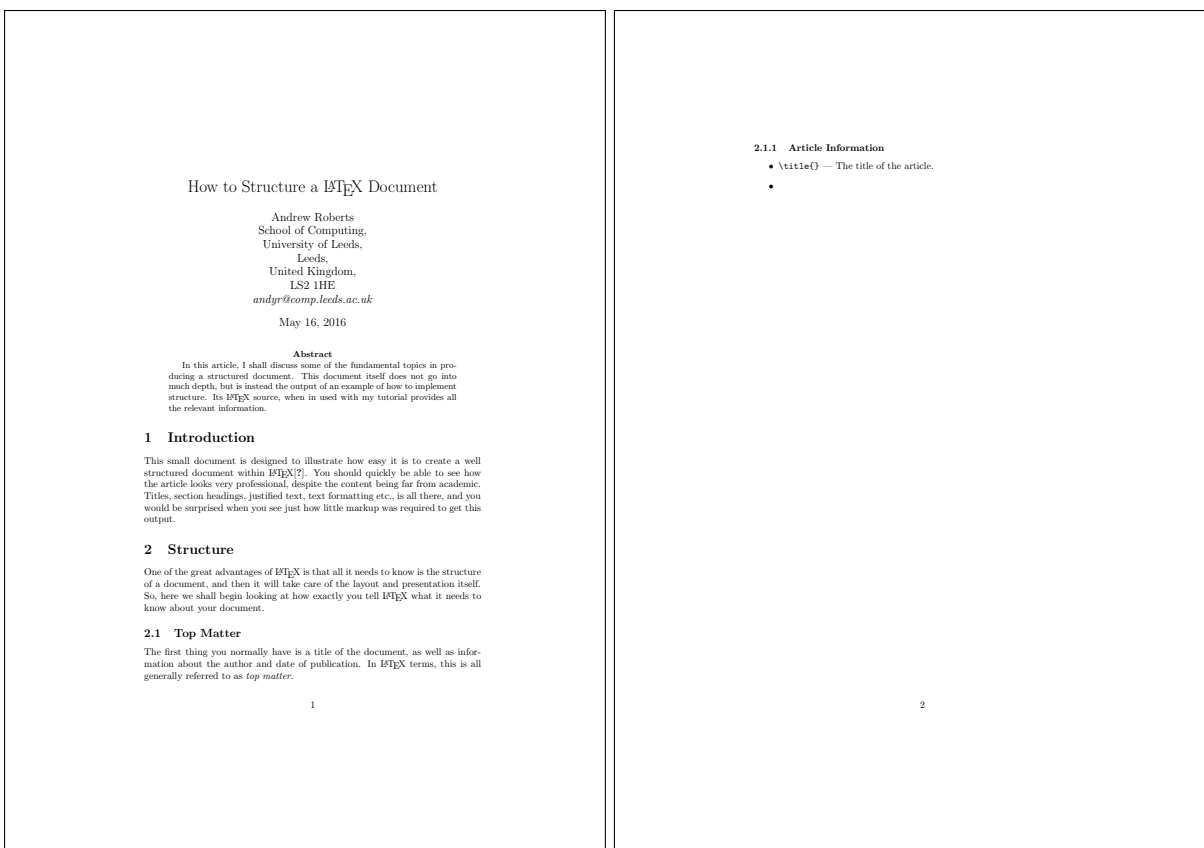 How to Structure a LATEX Document
Andrew Roberts
School of Computing,
University of Leeds,
Leeds,
United Kingdom,
LS2 1HE
andyr@comp.leeds.ac.uk
May 16, 2016
Abstract
In this article, I shall discuss some of the fundamental topics in pro-
ducing a structured document. This document itself does not go into
much depth, but is instead the output of an example of how to implement
structure. Its LATEX source, when in used with my tutorial provides all
the relevant information.
1 Introduction
This small document is designed to illustrate how easy it is to create a well
structured document within LATEX[?]. You should quickly be able to see how
the article looks very professional, despite the content being far from academic.
Titles, section headings, justified text, text formatting etc., is all there, and you
would be surprised when you see just how little markup was required to get this
output.
2 Structure
One of the great advantages of LATEX is that all it needs to know is the structure
of a document, and then it will take care of the layout and presentation itself.
So, here we shall begin looking at how exactly you tell LATEX what it needs to
know about your document.
2.1 Top Matter
The first thing you normally have is a title of the document, as well as infor-
mation about the author and date of publication. In LATEX terms, this is all
generally referred to as top matter.
1
2.1.1 Article Information
• \title{} — The title of the article.
•
2